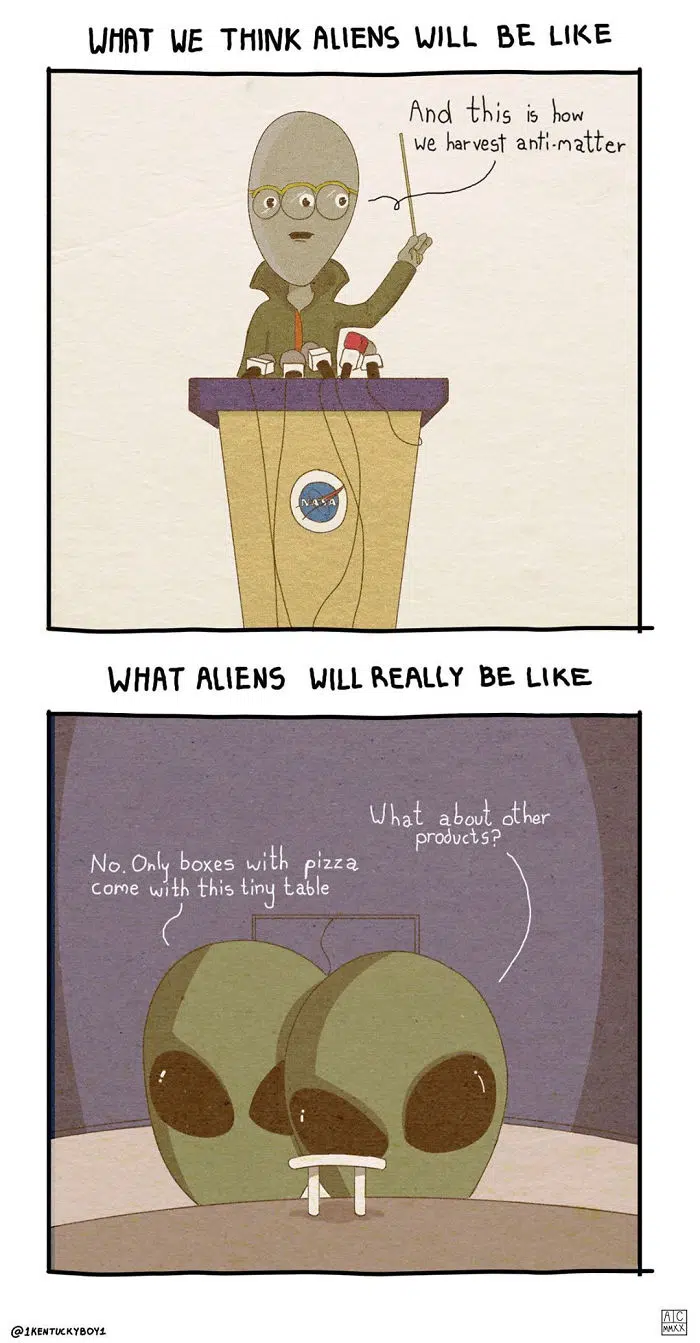 WHAT WE THINK ALIENS WILL BE LIKE
And this is how
we harvest anti-matter
NASA
WHAT ALIENS WILL REALLY BE LIKE
What about other
products?
No. Only boxes with pizza
come with this tiny table
@1KENTUCKYBOY1
A|C
MMXX